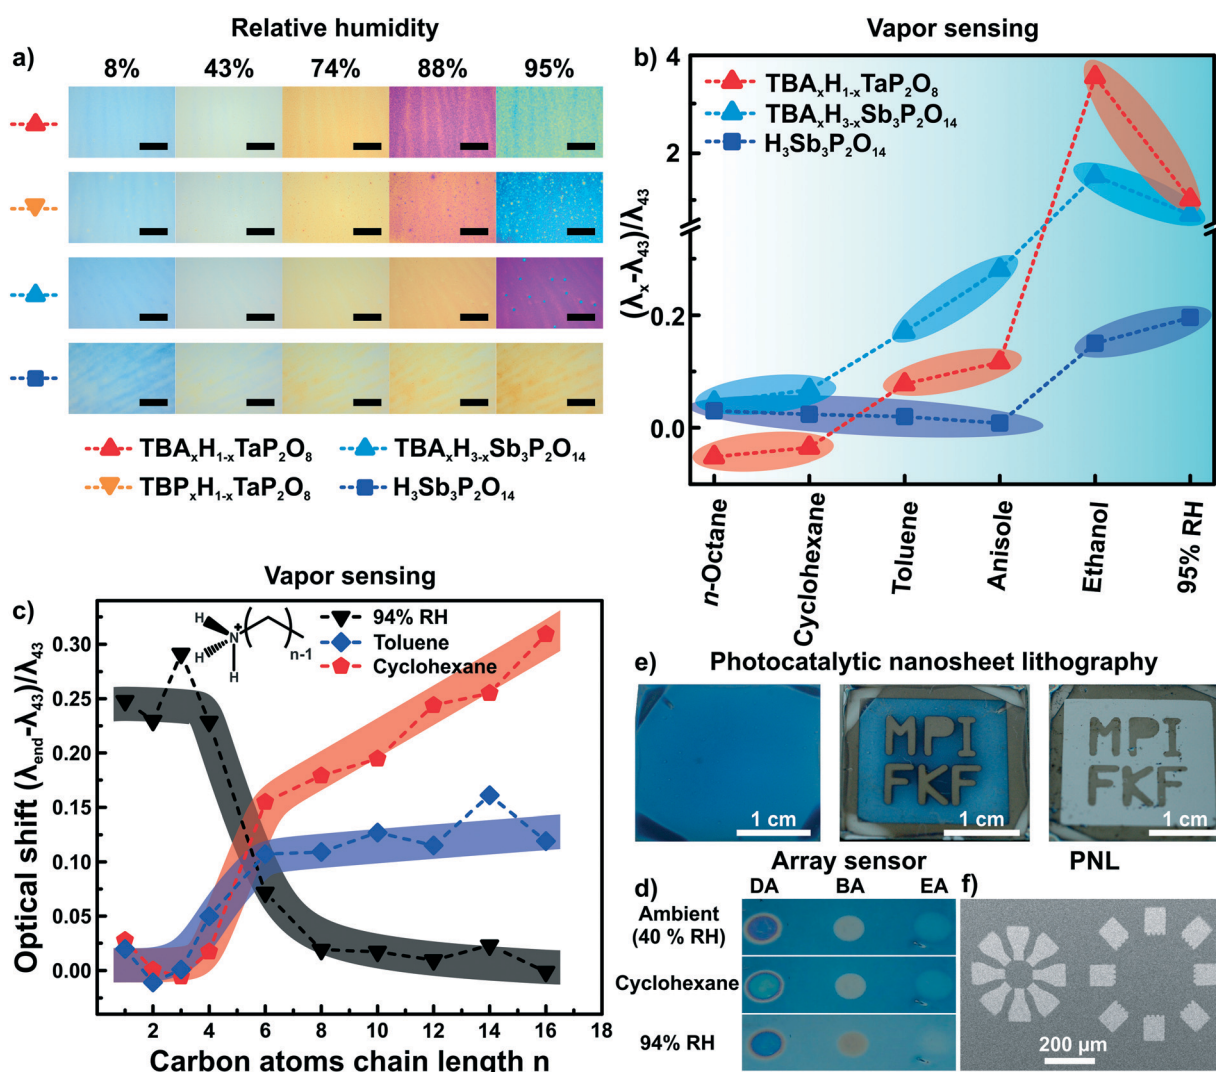 Relative humidity
a)
8% 43% 74% 88% 95%
TBAₓH₁₋ₓTaP₂O₈
TBAₓH₃₋ₓSb₃P₂O₁₄
TBPₓH₁₋ₓTaP₂O₈
H₃Sb₃P₂O₁₄
Vapor sensing
b)
TBAₓH₁₋ₓTaP₂O₈
TBAₓH₃₋ₓSb₃P₂O₁₄
H₃Sb₃P₂O₁₄
4
2
0.2
0.0
(λₓ-λ₄₃)/λ₄₃
n-Octane
Cyclohexane
Toluene
Anisole
Ethanol
95% RH
Vapor sensing
c)
H
H
N
+
H
n-1
94% RH
Toluene
Cyclohexane
0.30
0.25
0.20
0.15
0.10
0.05
0.00
Optical shift (λend-λ₄₃)/λ₄₃
2 4 6 8 10 12 14 16 18
Carbon atoms chain length n
e)
Photocatalytic nanosheet lithography
1 cm
MPI
FKF
1 cm
MPI
FKF
1 cm
Array sensor
d)
DA BA EA
Ambient
(40 % RH)
Cyclohexane
94% RH
PNL
f)
200 µm